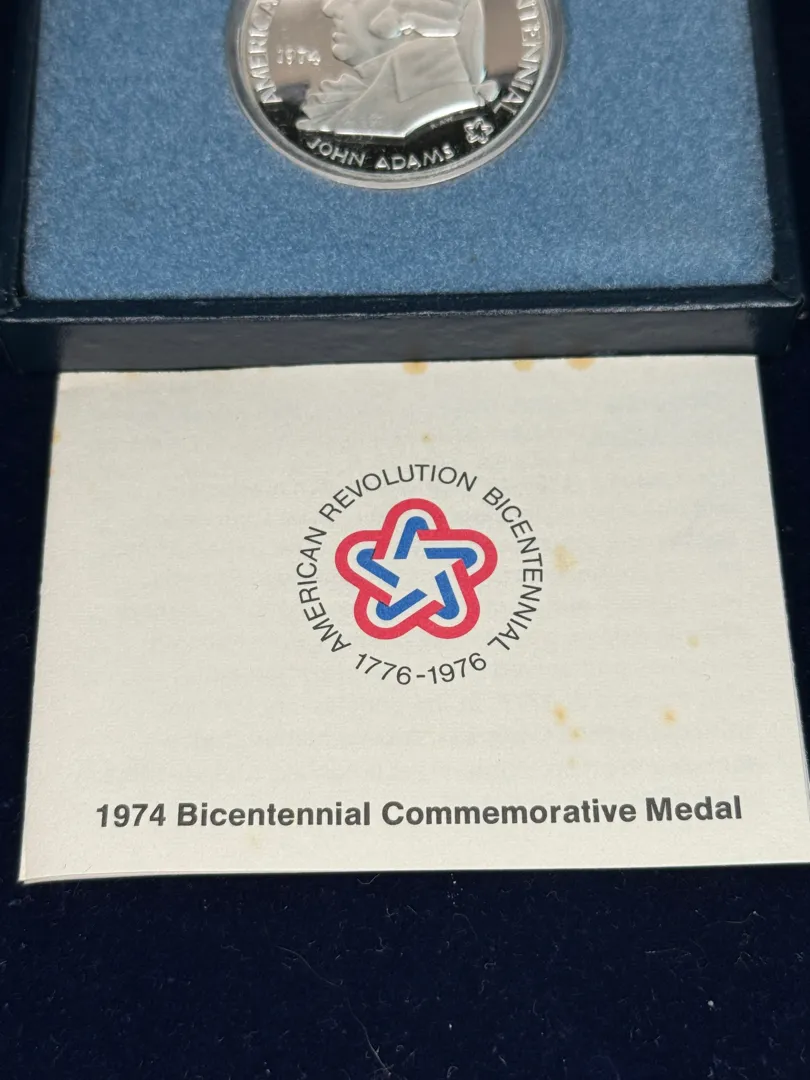 AMERICA
1974
TENNIAL
JOHN ADAMS
AMERICAN REVOLUTION BICENTENNIAL
1776-1976
1974 Bicentennial Commemorative Medal